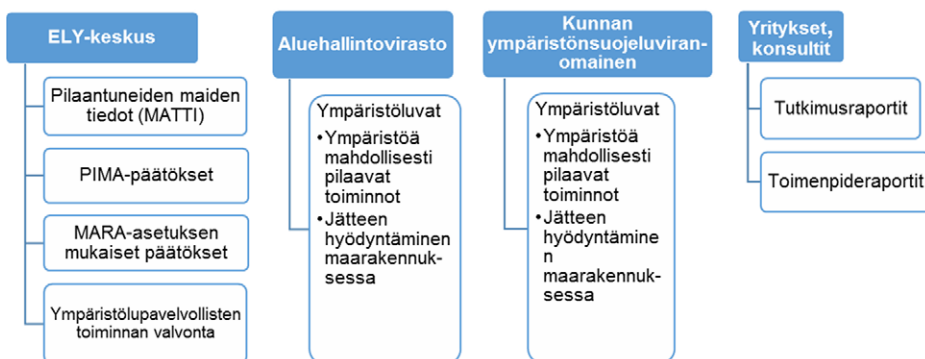 ELY-keskus
Pilaantuneiden maiden
tiedot (MATTI)
PIMA-päätökset
MARA-asetuksen
mukaiset päätökset
Ympäristölupavelvollisten
toiminnan valvonta
Aluehallintovirasto
Ympäristöluvat
•Ympäristöä
mahdollisesti
pilaavat
toiminnot
•Jätteen
hyödyntäminen
maarakennuk-
sessa
Kunnan
ympäristönsuojeluviran-
omainen
Ympäristöluvat
•Ympäristöä
mahdollisesti
pilaavat
toiminnot
•Jätteen
hyödyntämine
n
maarakennuk-
sessa
Yritykset,
konsultit
Tutkimusraportit
Toimenpideraportit